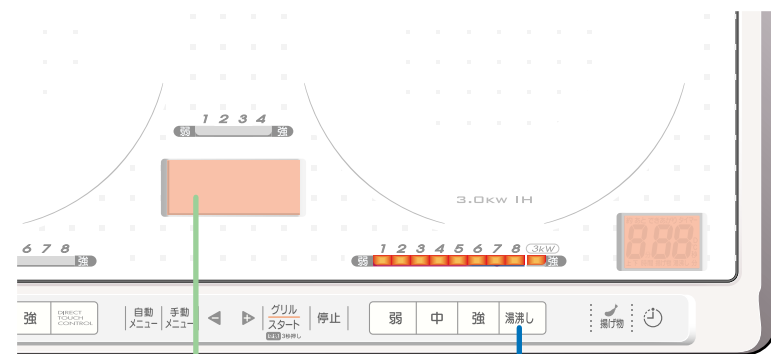 1 2 3 4
弱 強
3.0kw IH
6 7 8
強
1 2 3 4 5 6 7 8 3kW
弱 強
888
強
DIRECT
TOUCH
CONTROL
自動
メニュー
手動
メニュー
グリル
スタート
3秒押し
停止
弱
中
強
湯沸し
揚げ物